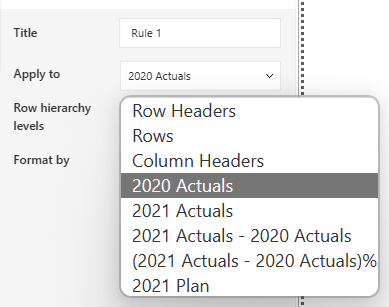 Title
Rule 1
Apply to
2020 Actuals
Row hierarchy
levels
Format by
Row Headers
Rows
Column Headers
2020 Actuals
2021 Actuals
2021 Actuals - 2020 Actuals
(2021 Actuals - 2020 Actuals)%
2021 Plan